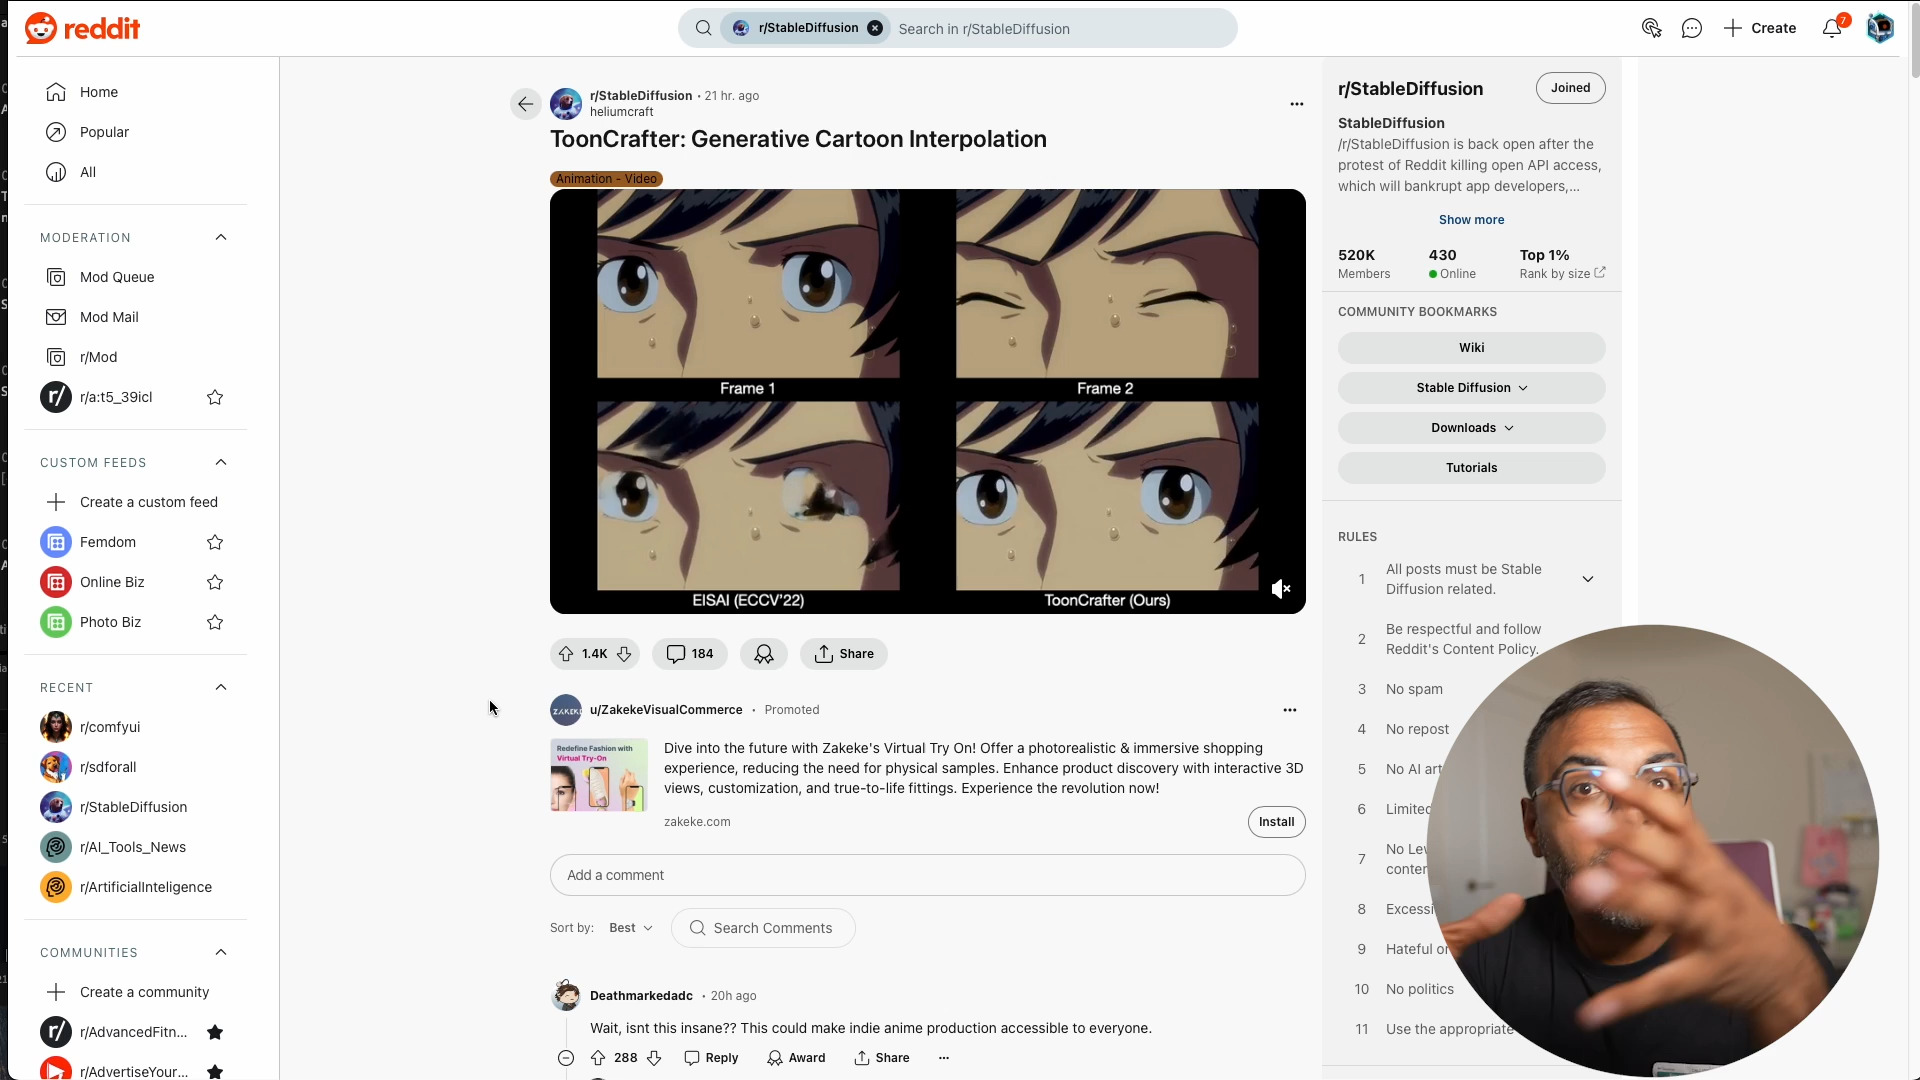 reddit
r/StableDiffusion
Search in r/StableDiffusion
Create
7
Home
Popular
All
MODERATION
Mod Queue
Mod Mail
r/Mod
r/a:t5_39icl
CUSTOM FEEDS
Create a custom feed
Femdom
Online Biz
Photo Biz
RECENT
r/comfyui
r/sdforall
r/StableDiffusion
r/AI_Tools_News
r/ArtificialInteligence
COMMUNITIES
Create a community
r/AdvancedFitn...
r/AdvertiseYour...
r/StableDiffusion • 21 hr. ago
heliumcraft
ToonCrafter: Generative Cartoon Interpolation
Animation - Video
Frame 1
Frame 2
EISAI (ECCV'22)
ToonCrafter (Ours)
1.4K
184
Share
ZAKEKE
u/ZakekeVisualCommerce • Promoted
Redefine Fashion with
Virtual Try-On
Dive into the future with Zakeke's Virtual Try On! Offer a photorealistic & immersive shopping
experience, reducing the need for physical samples. Enhance product discovery with interactive 3D
views, customization, and true-to-life fittings. Experience the revolution now!
zakeke.com
Install
Add a comment
Sort by: Best
Search Comments
Deathmarkedadc • 20h ago
Wait, isnt this insane?? This could make indie anime production accessible to everyone.
288
Reply
Award
Share
r/StableDiffusion
Joined
StableDiffusion
/r/StableDiffusion is back open after the
protest of Reddit killing open API access,
which will bankrupt app developers,...
Show more
520K
Members
430
Online
Top 1%
Rank by size
COMMUNITY BOOKMARKS
Wiki
Stable Diffusion
Downloads
Tutorials
RULES
1 All posts must be Stable
Diffusion related.
2 Be respectful and follow
Reddit's Content Policy.
3 No spam
4 No repost
5 No AI art
6 Limited
7 No Le
conter
8 Excessi
9 Hateful or
10 No politics
11 Use the appropriate